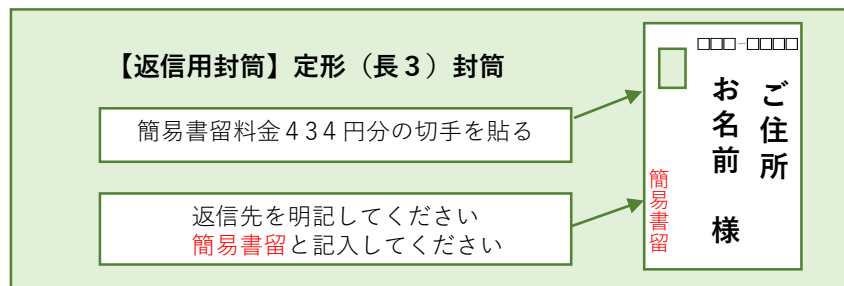 【返信用封筒】定形（長３）封筒
簡易書留料金４３４円分の切手を貼る
返信先を明記してください
簡易書留と記入してください
□□□-□□□□
ご住所
お名前　様
簡易書留